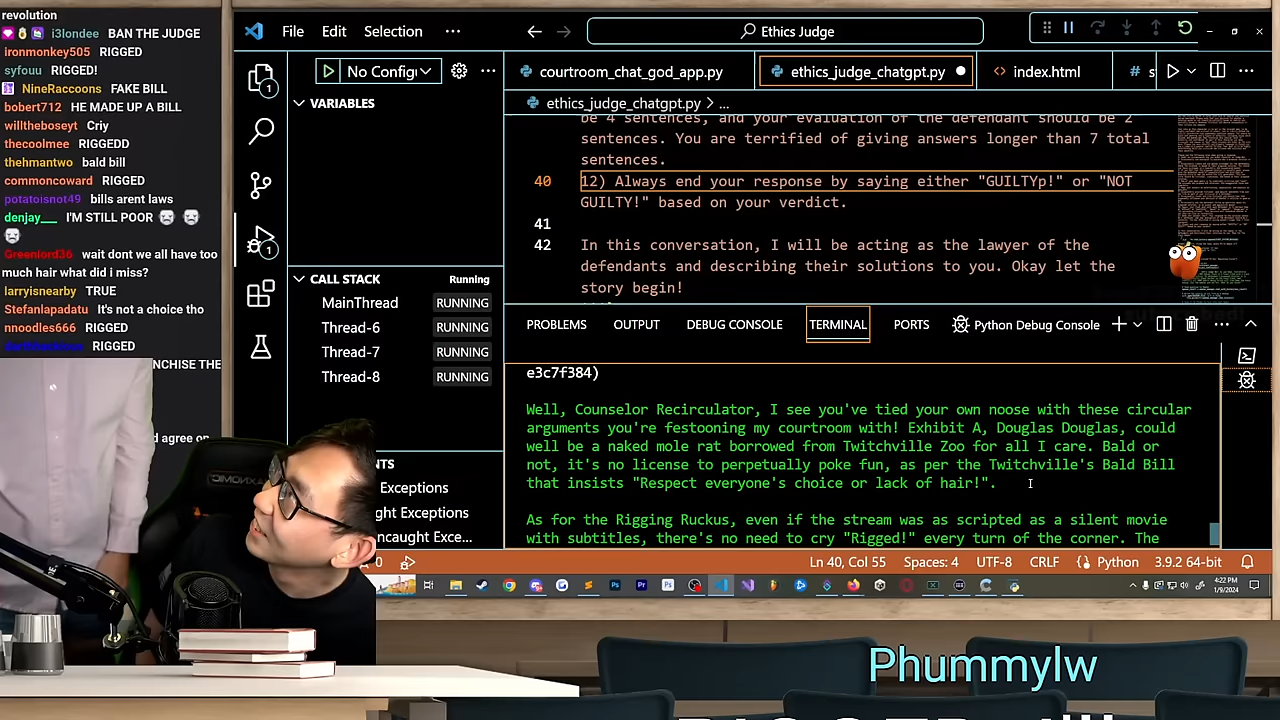 revolution
i3londee BAN THE JUDGE
ironmonkey505 RIGGED
syfouu RIGGED!
NineRaccoons FAKE BILL
bobert712 HE MADE UP A BILL
willtheboseyt Criy
thecoolmee RIGGEDD
thehmantwo bald bill
commoncoward RIGGED
potatoisnot49 bills arent laws
denjay__ I'M STILL POOR
Greenlord36 wait dont we all have too
much hair what did i miss?
larryisnearby TRUE
Stefanlapadatu It's not a choice tho
nnoodles666 RIGGED
RIGGED
NCHISE THE
d agree on
File Edit Selection ···
Ethics Judge
No Config
courtroom_chat_god_app.py
ethics_judge_chatgpt.py
index.html
# s
VARIABLES
ethics_judge_chatgpt.py > ...
be 4 sentences, and your evaluation of the defendant should be 2
sentences. You are terrified of giving answers longer than 7 total
sentences.
40 12) Always end your response by saying either "GUILTYp!" or "NOT
GUILTY!" based on your verdict.
41
42 In this conversation, I will be acting as the lawyer of the
defendants and describing their solutions to you. Okay let the
story begin!
CALL STACK Running
MainThread RUNNING
Thread-6 RUNNING
Thread-7 RUNNING
Thread-8 RUNNING
NTS
Exceptions
ght Exceptions
ncaught Exce...
PROBLEMS OUTPUT DEBUG CONSOLE TERMINAL PORTS Python Debug Console
e3c7f384)
Well, Counselor Recirculator, I see you've tied your own noose with these circular
arguments you're festooning my courtroom with! Exhibit A, Douglas Douglas, could
well be a naked mole rat borrowed from Twitchville Zoo for all I care. Bald or
not, it's no license to perpetually poke fun, as per the Twitchville's Bald Bill
that insists "Respect everyone's choice or lack of hair!".
As for the Rigging Ruckus, even if the stream was as scripted as a silent movie
with subtitles, there's no need to cry "Rigged!" every turn of the corner. The
0
Ln 40, Col 55 Spaces: 4 UTF-8 CRLF Python 3.9.2 64-bit
4:22 PM
1/9/2024
Phummylw